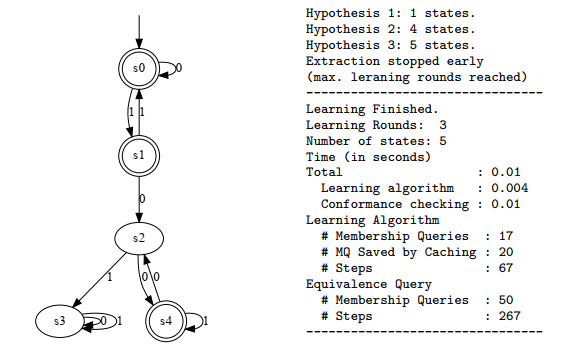 s0
0
1
1
s1
0
s2
1
0
0
s3
0
1
s4
1
Hypothesis 1: 1 states.
Hypothesis 2: 4 states.
Hypothesis 3: 5 states.
Extraction stopped early
(max. leraning rounds reached)
------------------------------
Learning Finished.
Learning Rounds: 3
Number of states: 5
Time (in seconds)
Total : 0.01
Learning algorithm : 0.004
Conformance checking : 0.01
Learning Algorithm
# Membership Queries : 17
# MQ Saved by Caching : 20
# Steps : 67
Equivalence Query
# Membership Queries : 50
# Steps : 267
------------------------------